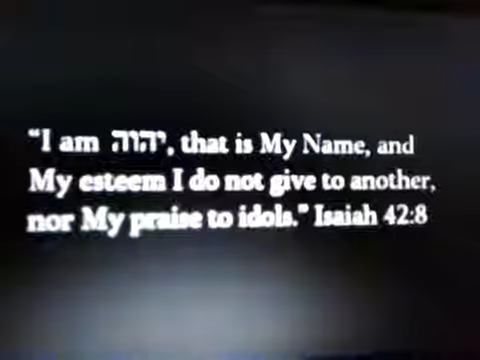 "I am יהוה, that is My Name, and
My esteem I do not give to another,
nor My praise to idols." Isaiah 42:8